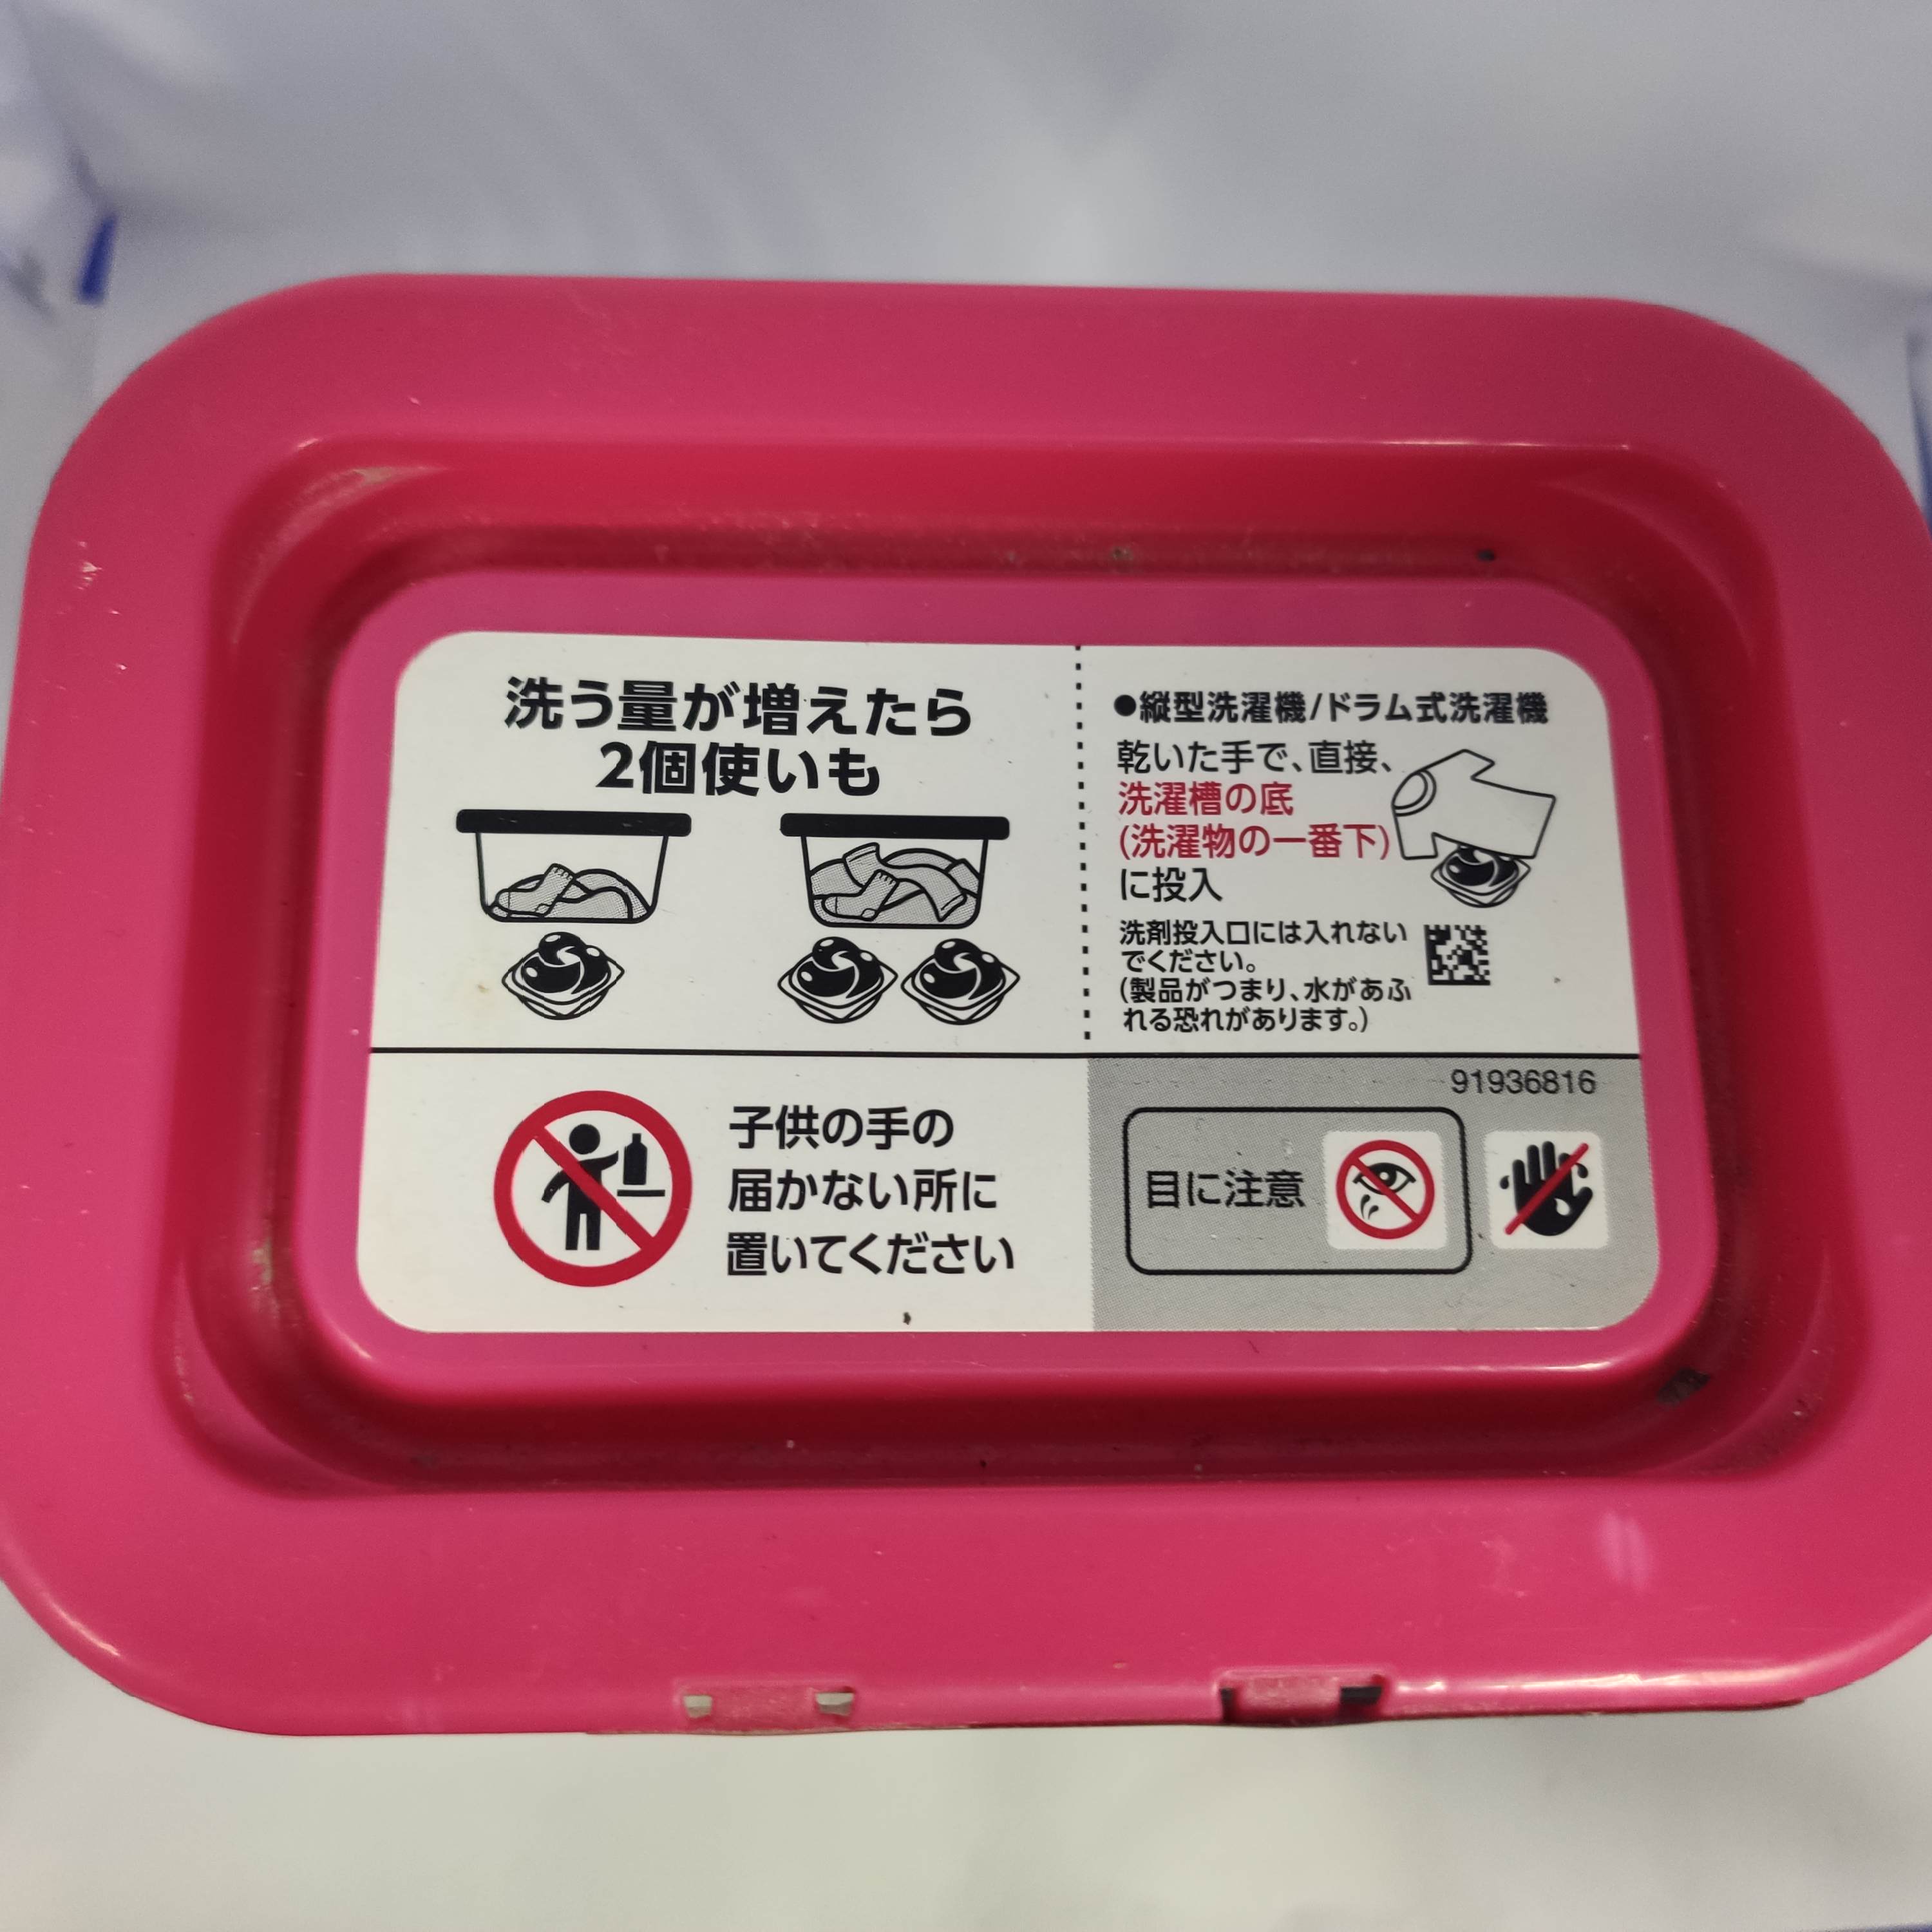 洗う量が増えたら
2個使いも
●縦型洗濯機/ドラム式洗濯機
乾いた手で、直接、
洗濯槽の底
(洗濯物の一番下)
に投入
洗剤投入口には入れない
でください。
(製品がつまり、水があふ
れる恐れがあります。)
子供の手の
届かない所に
置いてください
91936816
目に注意